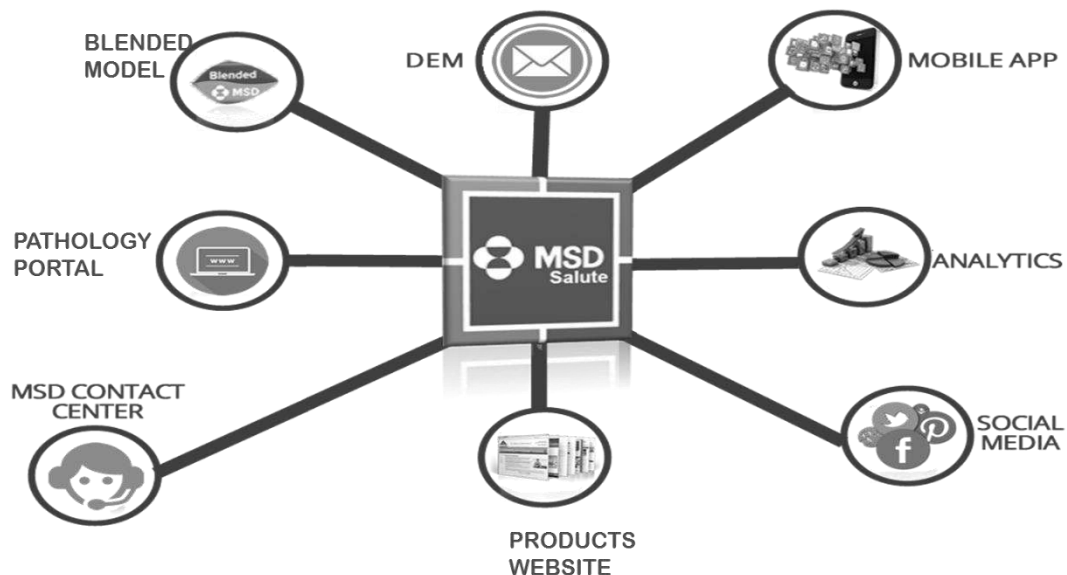 BLENDED
MODEL
Blended
MSD
DEM
MOBILE APP
PATHOLOGY
PORTAL
www
MSD
Salute
ANALYTICS
MSD CONTACT
CENTER
SOCIAL
MEDIA
f
PRODUCTS
WEBSITE